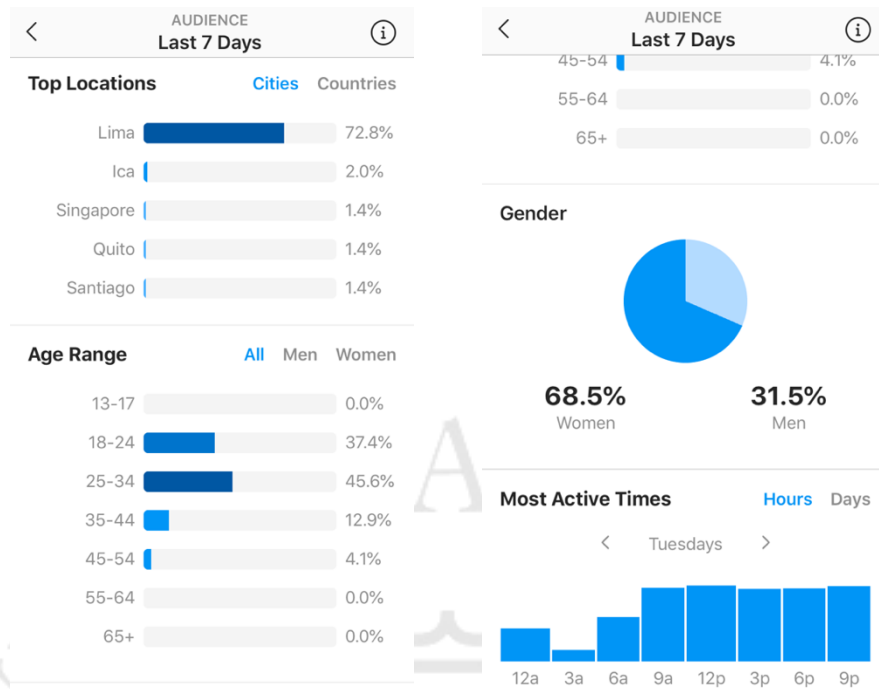 AUDIENCE
Last 7 Days
Top Locations Cities Countries
Lima 72.8%
Ica 2.0%
Singapore 1.4%
Quito 1.4%
Santiago 1.4%
Age Range All Men Women
13-17 0.0%
18-24 37.4%
25-34 45.6%
35-44 12.9%
45-54 4.1%
55-64 0.0%
65+ 0.0%
AUDIENCE
Last 7 Days
45-54 4.1%
55-64 0.0%
65+ 0.0%
Gender
68.5% 31.5%
Women Men
Most Active Times Hours Days
Tuesdays
12a 3a 6a 9a 12p 3p 6p 9p
A